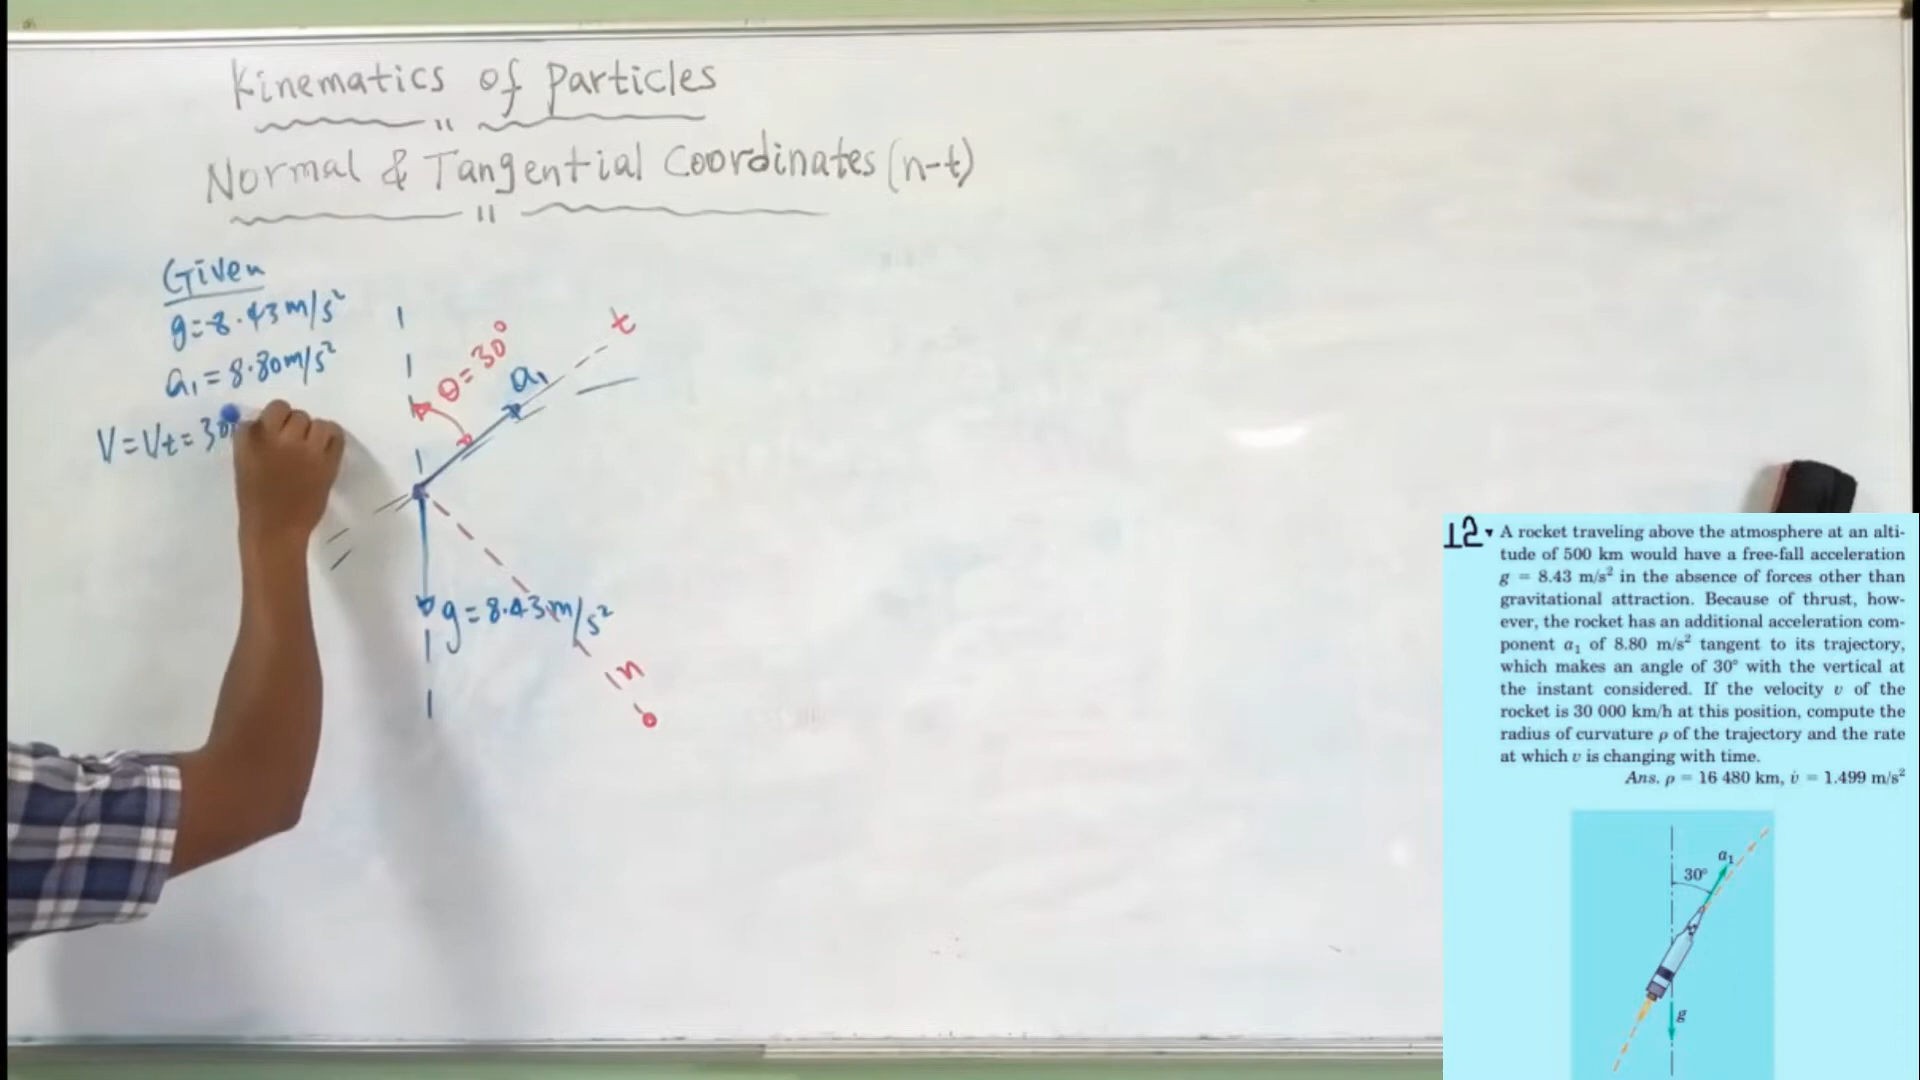 Kinematics of particles
Normal & Tangential Coordinates (n-t)
Given
g=8.43m/s²
a₁=8.80m/s²
V=Vt=30
θ=30°
a₁
t
g=8.43m/s²
n
12
A rocket traveling above the atmosphere at an alti-
tude of 500 km would have a free-fall acceleration
g = 8.43 m/s² in the absence of forces other than
gravitational attraction. Because of thrust, how-
ever, the rocket has an additional acceleration com-
ponent a₁ of 8.80 m/s² tangent to its trajectory,
which makes an angle of 30° with the vertical at
the instant considered. If the velocity v of the
rocket is 30 000 km/h at this position, compute the
radius of curvature ρ of the trajectory and the rate
at which v is changing with time.
Ans. ρ = 16 480 km, v̇ = 1.499 m/s²
a₁
30°
g